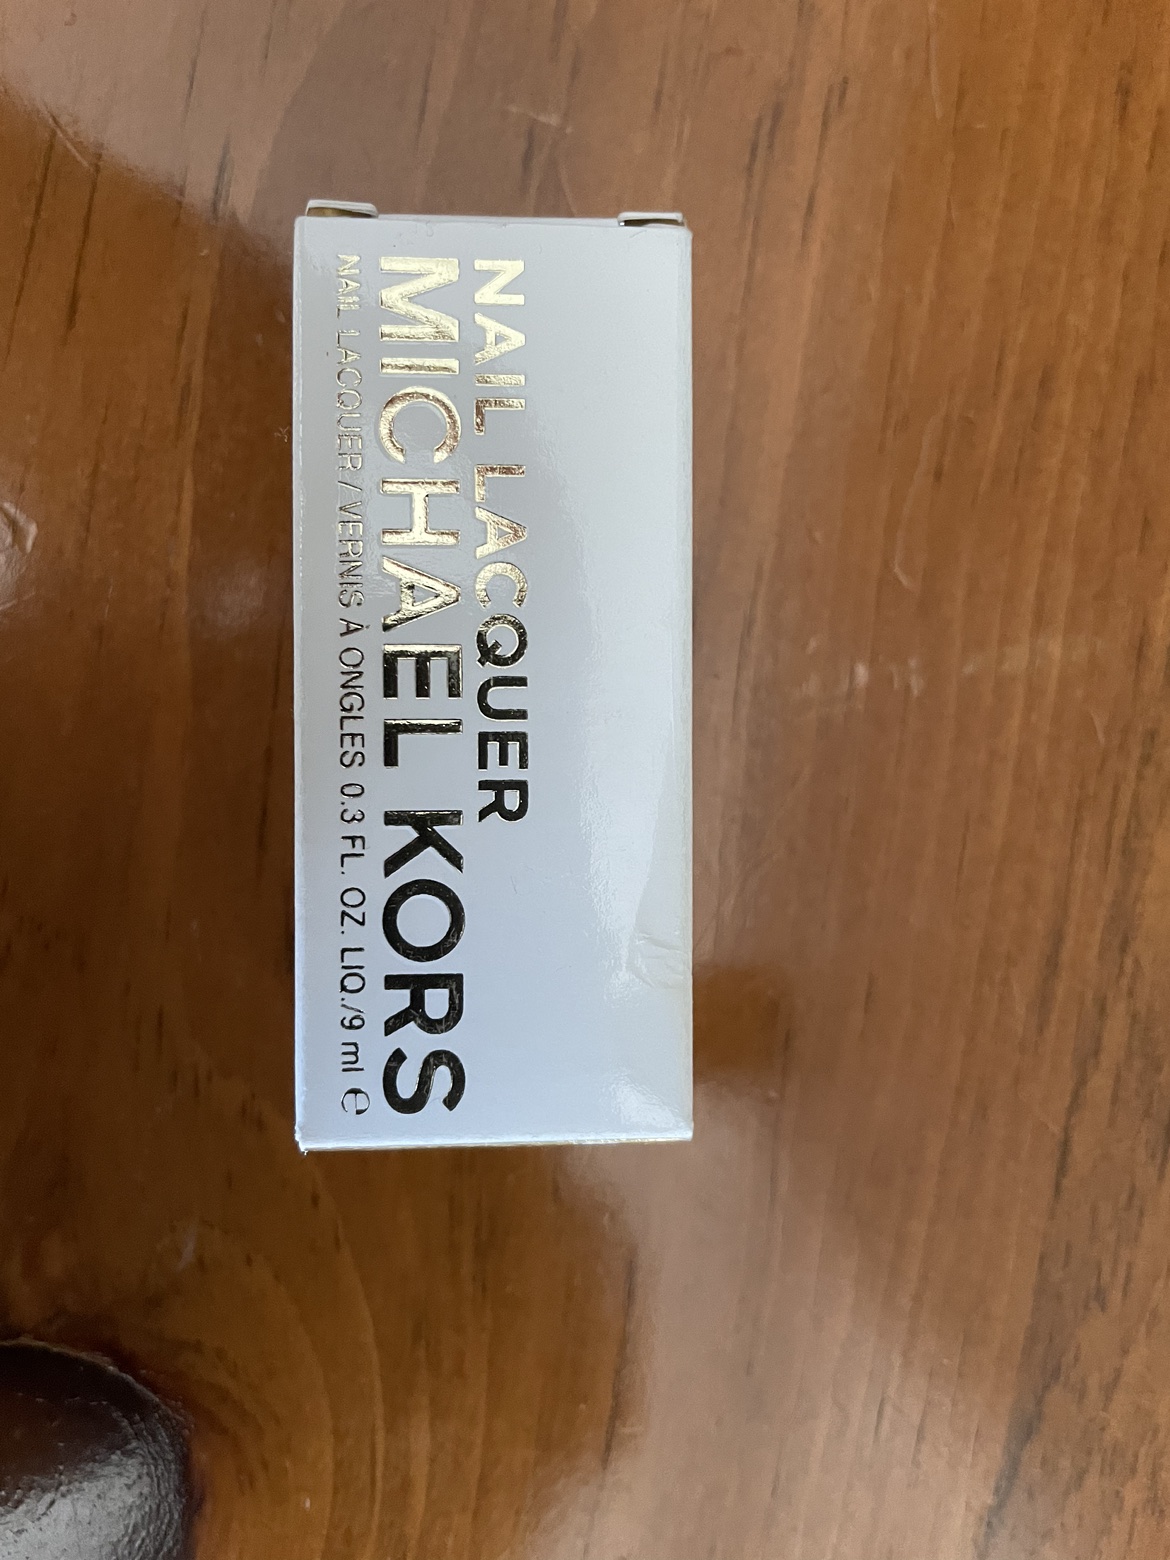 NAIL LACQUER
MICHAEL KORS
NAIL LACQUER / VERNIS À ONGLES 0.3 FL. OZ. LIQ./9 ml ℮